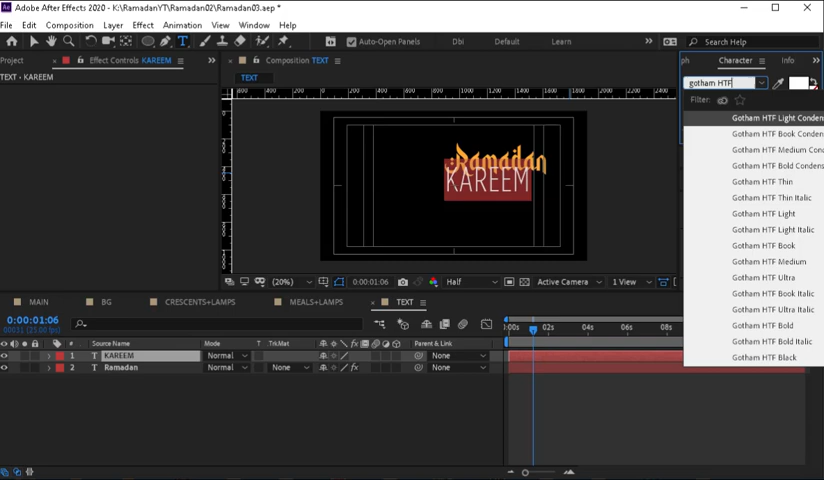 Adobe After Effects 2020 - K:\RamadanYT\Ramadan02\Ramadan03.aep *
File Edit Composition Layer Effect Animation View Window Help
Auto-Open Panels Dbi Default Learn Search Help
Project Effect Controls KAREEM
Composition TEXT
Character Info
TEXT • KAREEM
TEXT
gotham HTF
Filter:
Ramadan
KAREEM
Gotham HTF Light Conden
Gotham HTF Book Conden
Gotham HTF Medium Con
Gotham HTF Bold Condens
Gotham HTF Thin
Gotham HTF Thin Italic
Gotham HTF Light
Gotham HTF Light Italic
Gotham HTF Book
Gotham HTF Medium
Gotham HTF Ultra
Gotham HTF Book Italic
Gotham HTF Ultra Italic
Gotham HTF Bold
Gotham HTF Bold Italic
Gotham HTF Black
(20%) 0:00:01:06 Half Active Camera 1 View
MAIN BG CRESCENTS+LAMPS MEALS+LAMPS TEXT
0:00:01:06
00031 (25.00 fps)
:00s 02s 04s 06s 08s
# Source Name Mode T TrkMat Parent & Link
1 T KAREEM Normal None
2 T Ramadan Normal None None